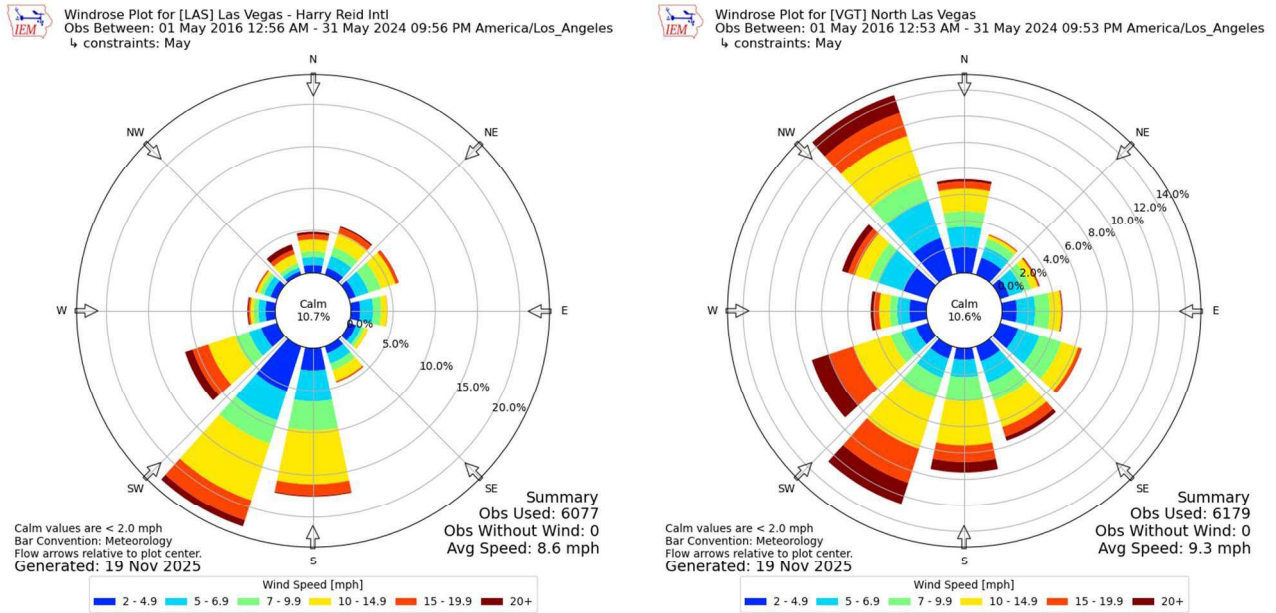 IEM
Windrose Plot for [LAS] Las Vegas - Harry Reid Intl
Obs Between: 01 May 2016 12:56 AM - 31 May 2024 09:56 PM America/Los_Angeles
↳ constraints: May
N
NW
NE
W
Calm
10.7%
E
0.0%
5.0%
10.0%
15.0%
20.0%
SW
SE
S
Calm values are < 2.0 mph
Bar Convention: Meteorology
Flow arrows relative to plot center.
Generated: 19 Nov 2025
Summary
Obs Used: 6077
Obs Without Wind: 0
Avg Speed: 8.6 mph
Wind Speed [mph]
2 - 4.9 5 - 6.9 7 - 9.9 10 - 14.9 15 - 19.9 20+
IEM
Windrose Plot for [VGT] North Las Vegas
Obs Between: 01 May 2016 12:53 AM - 31 May 2024 09:53 PM America/Los_Angeles
↳ constraints: May
N
NW
NE
14.0%
12.0%
10.0%
8.0%
6.0%
4.0%
2.0%
0.0%
W
Calm
10.6%
E
SW
SE
S
Calm values are < 2.0 mph
Bar Convention: Meteorology
Flow arrows relative to plot center.
Generated: 19 Nov 2025
Summary
Obs Used: 6179
Obs Without Wind: 0
Avg Speed: 9.3 mph
Wind Speed [mph]
2 - 4.9 5 - 6.9 7 - 9.9 10 - 14.9 15 - 19.9 20+